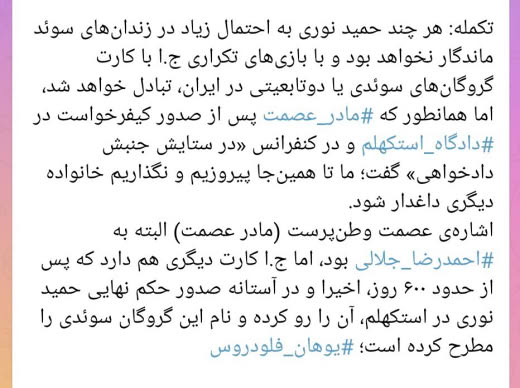 تکمله: هر چند حمید نوری به احتمال زیاد در زندان‌های سوئد
ماندگار نخواهد بود و با بازی‌های تکراری ج.ا با کارت
گروگان‌های سوئدی یا دوتابعیتی در ایران، تبادل خواهد شد،
اما همانطور که #مادر_عصمت پس از صدور کیفرخواست در
#دادگاه_استکهلم و در کنفرانس «در ستایش جنبش
دادخواهی» گفت؛ ما تا همین‌جا پیروزیم و نگذاریم خانواده
دیگری داغدار شود.
اشاره‌ی عصمت وطن‌پرست (مادر عصمت) البته به
#احمدرضا_جلالی بود، اما ج.ا کارت دیگری هم دارد که پس
از حدود ۶۰۰ روز، اخیرا و در آستانه صدور حکم نهایی حمید
نوری در استکهلم، آن را رو کرده و نام این گروگان سوئدی را
مطرح کرده است؛ #یوهان_فلودروس